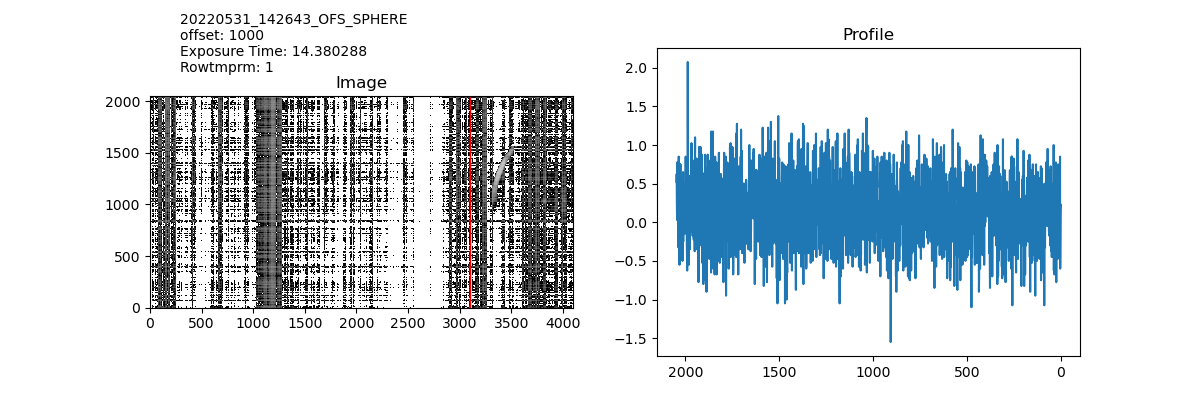 20220531_142643_OFS_SPHERE
offset: 1000
Exposure Time: 14.380288
Rowtmprm: 1
Image
2000
1500
1000
500
0
0 500 1000 1500 2000 2500 3000 3500 4000
Profile
2.0
1.5
1.0
0.5
0.0
−0.5
−1.0
−1.5
2000 1500 1000 500 0